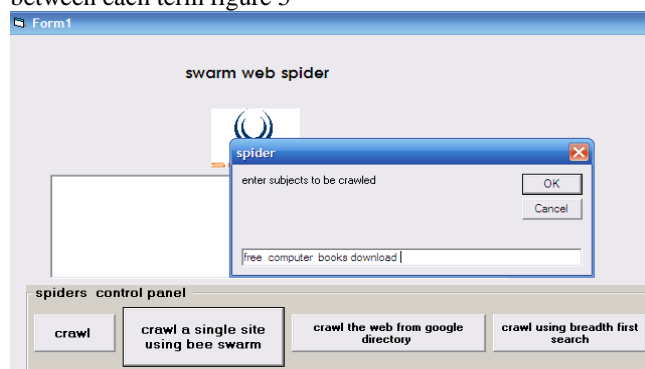 between each term figure 5
Form1
swarm web spider
spider
enter subjects to be crawled
OK
Cancel
free computer books download
spiders control panel
crawl
crawl a single site
using bee swarm
crawl the web from google
directory
crawl using breadth first
search